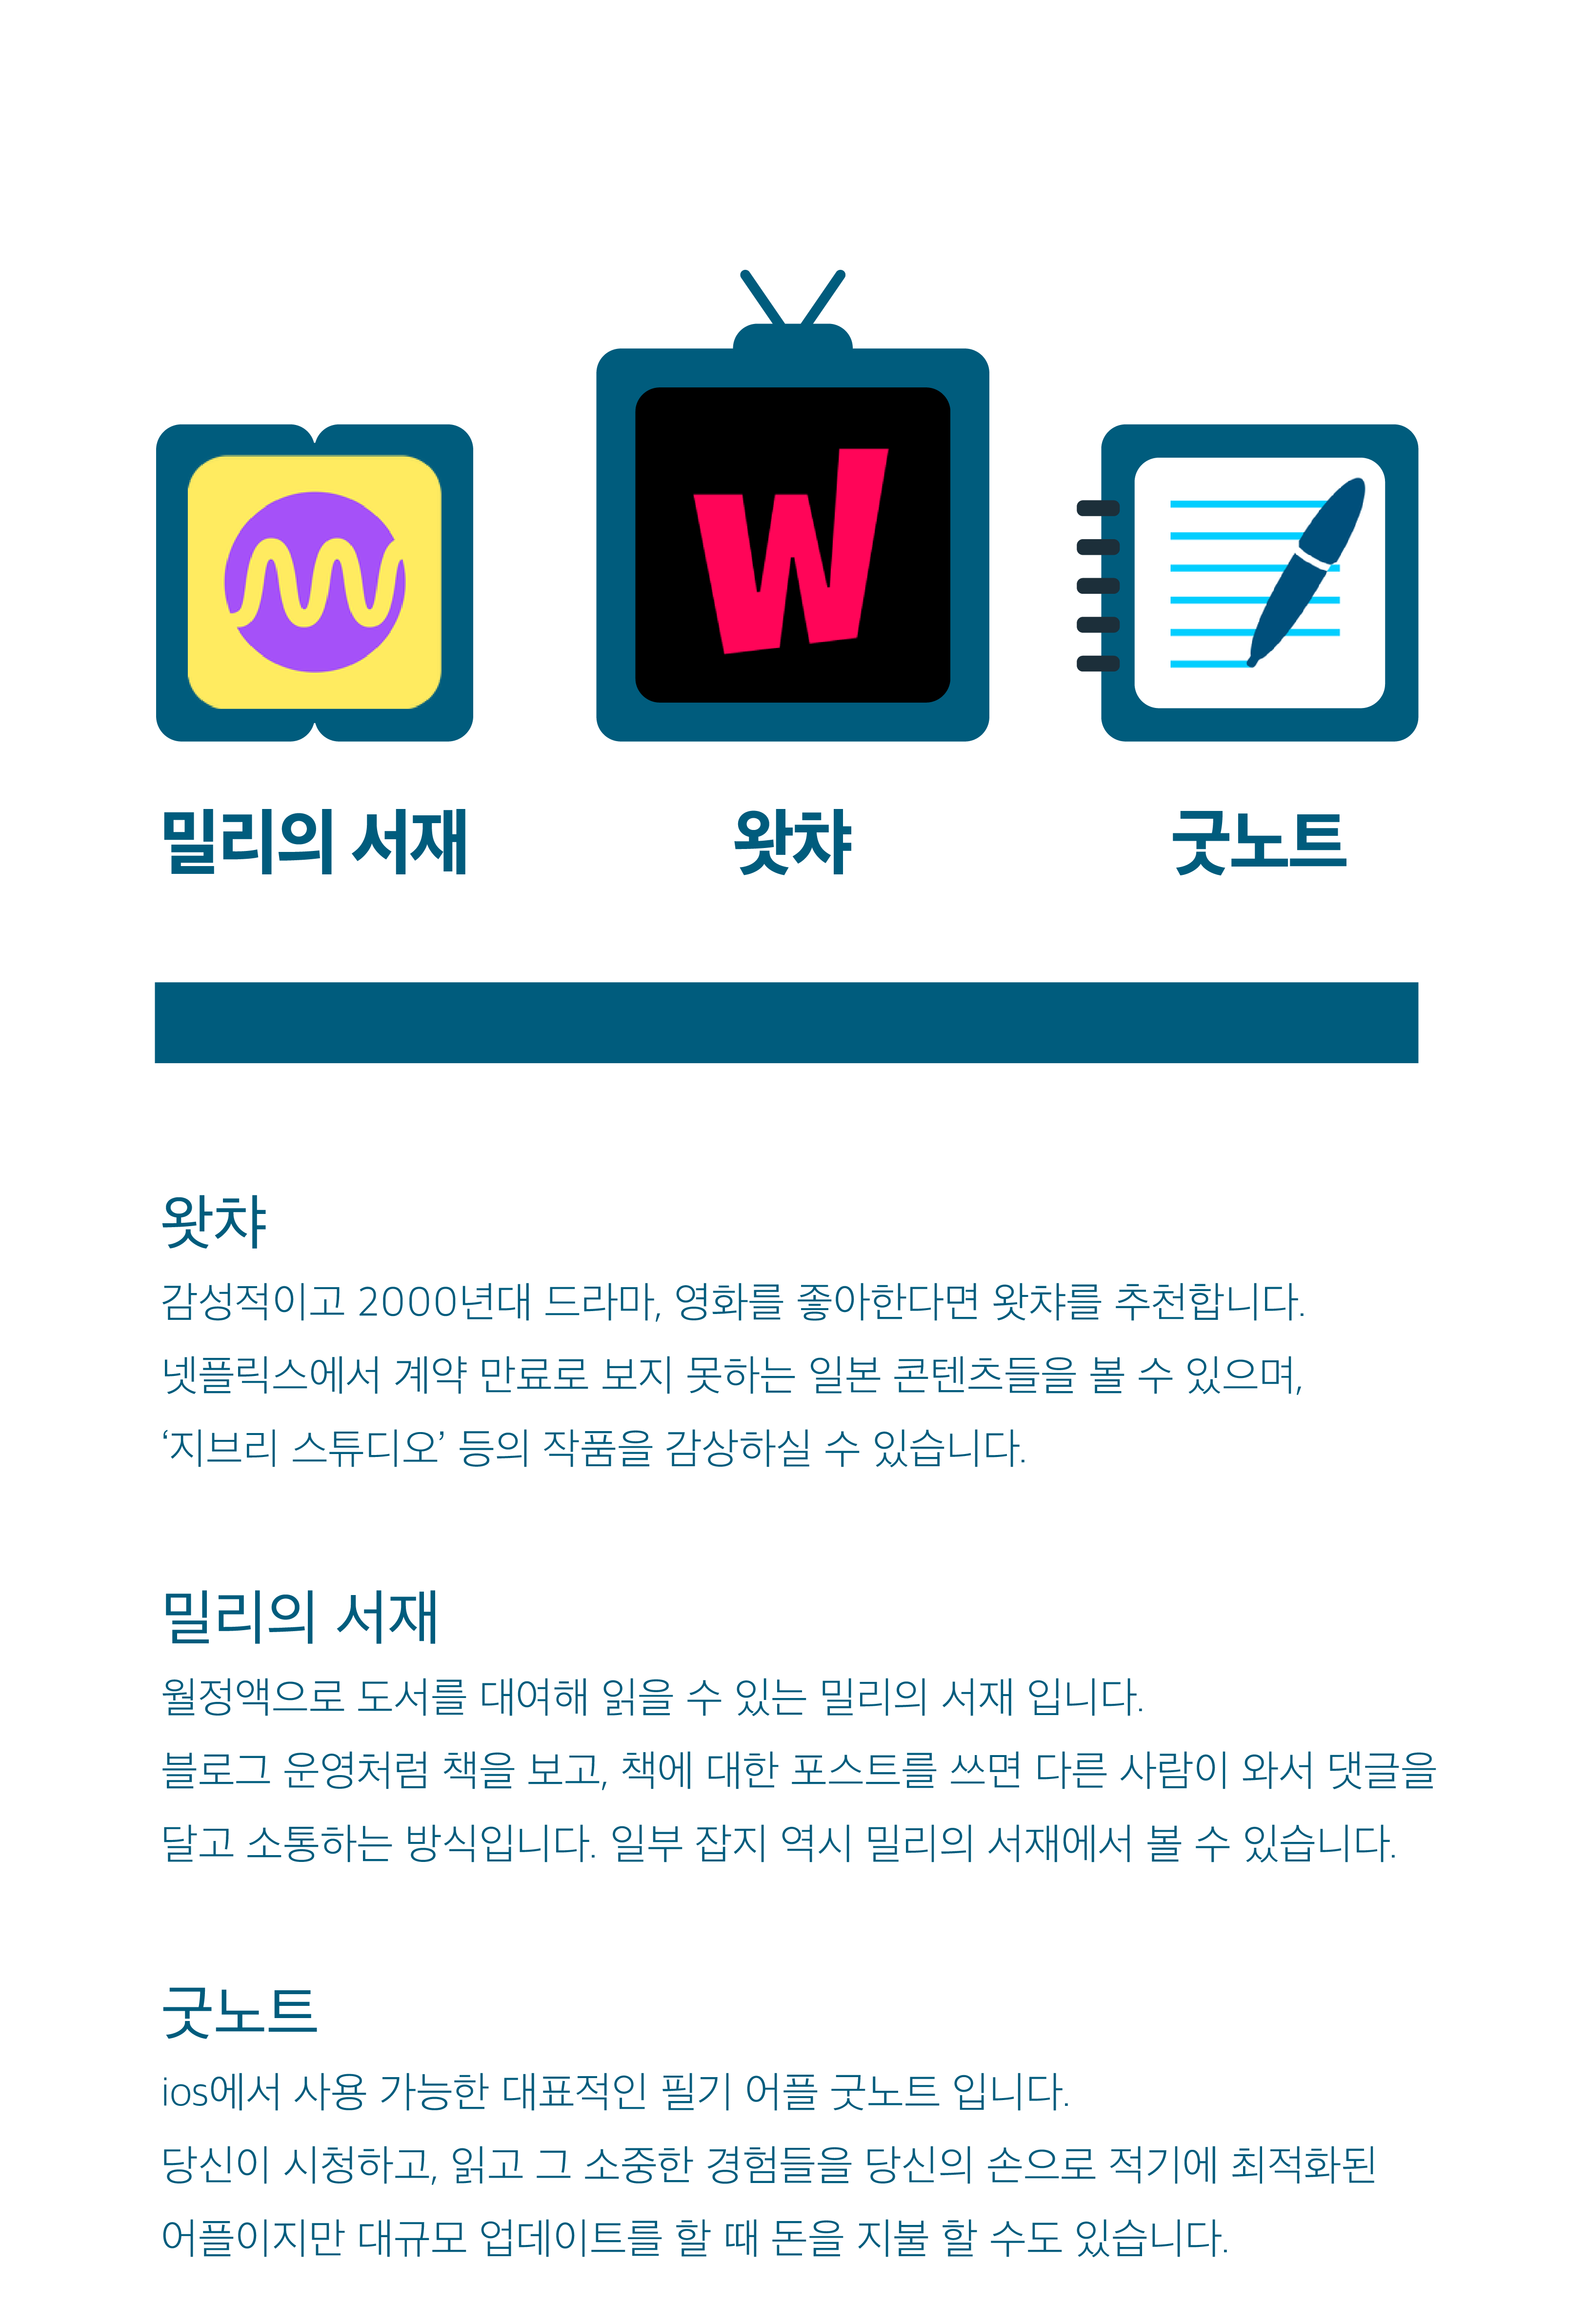 밀리의 서재
왓챠
굿노트
왓챠
감성적이고 2000년대 드라마, 영화를 좋아한다면 왓챠를 추천합니다.
넷플릭스에서 계약 만료로 보지 못하는 일본 콘텐츠들을 볼 수 있으며,
‘지브리 스튜디오’ 등의 작품을 감상하실 수 있습니다.
밀리의 서재
월정액으로 도서를 대여해 읽을 수 있는 밀리의 서재 입니다.
블로그 운영처럼 책을 보고, 책에 대한 포스트를 쓰면 다른 사람이 와서 댓글을
달고 소통하는 방식입니다. 일부 잡지 역시 밀리의 서재에서 볼 수 있습니다.
굿노트
ios에서 사용 가능한 대표적인 필기 어플 굿노트 입니다.
당신이 시청하고, 읽고 그 소중한 경험들을 당신의 손으로 적기에 최적화된
어플이지만 대규모 업데이트를 할 때 돈을 지불 할 수도 있습니다.